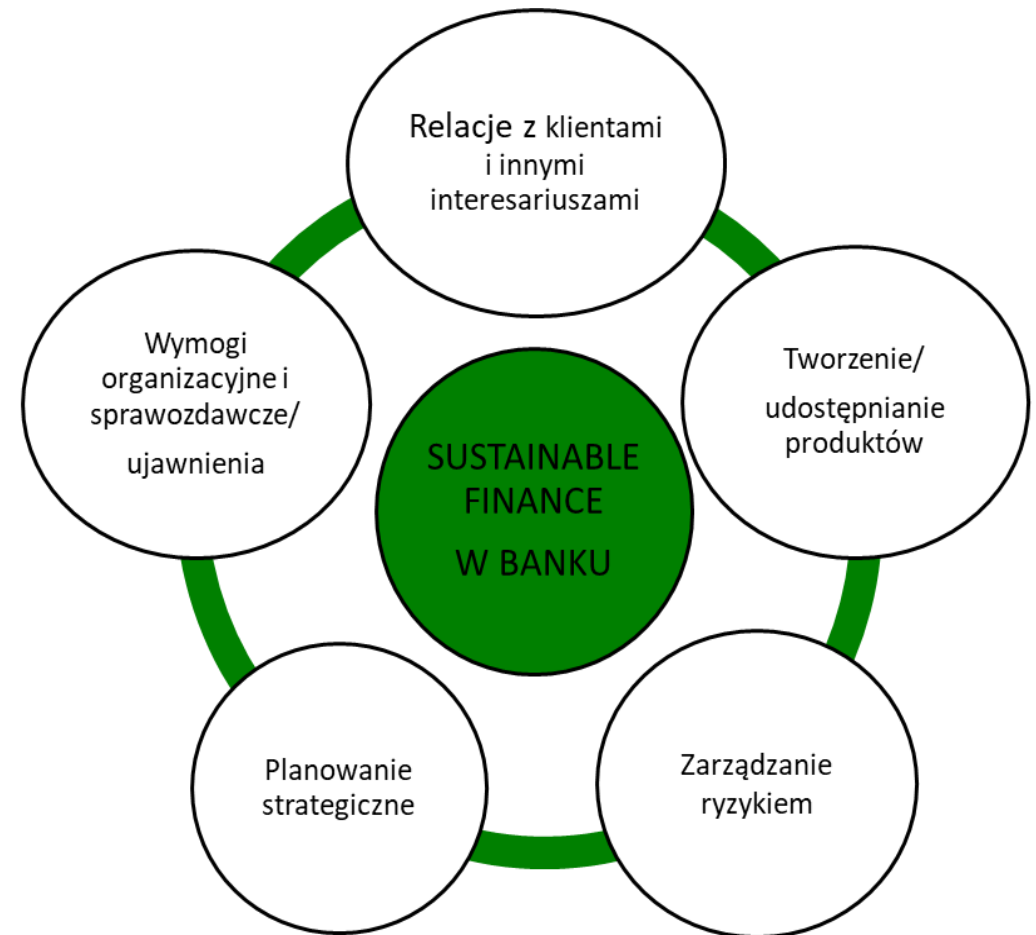 Relacje z klientami
i innymi
interesariuszami
Wymogi
organizacyjne i
sprawozdawcze/
ujawnienia
Tworzenie/
udostępnianie
produktów
SUSTAINABLE
FINANCE
W BANKU
Planowanie
strategiczne
Zarządzanie
ryzykiem